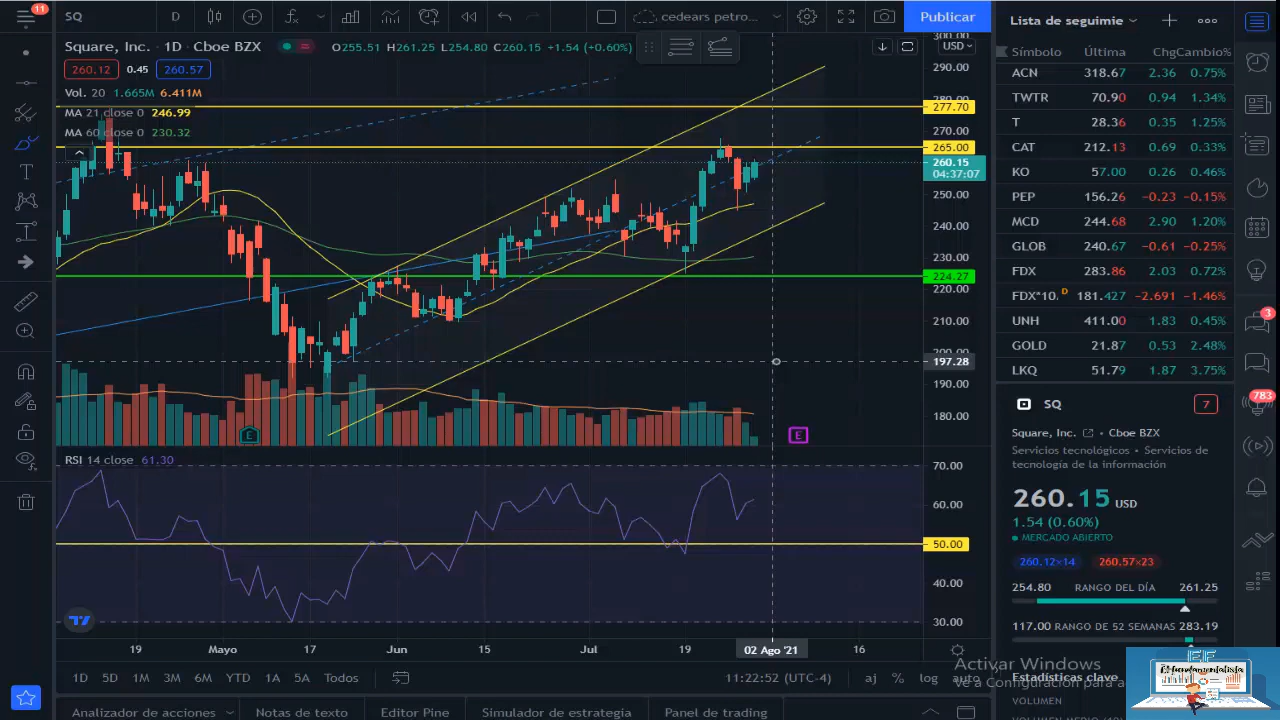 11
SQ
D
cedears petro...
Publicar
Lista de seguimie
Square, Inc. · 1D · Cboe BZX
O255.51 H261.25 L254.80 C260.15 +1.54 (+0.60%)
260.12 0.45 260.57
Vol. 20 1.665M 6.411M
MA 21 close 0 246.99
MA 60 close 0 230.32
USD
300.00
290.00
280.00
277.70
270.00
265.00
260.15
04:37:07
250.00
240.00
230.00
224.27
220.00
210.00
200.00
197.28
190.00
180.00
E
E
RSI 14 close 61.30
70.00
60.00
50.00
40.00
30.00
19 Mayo 17 Jun 15 Jul 19 02 Ago '21 16
1D 5D 1M 3M 6M YTD 1A 5A Todos
11:22:52 (UTC-4) aj % log auto
Analizador de acciones Notas de texto Editor Pine Simulador de estrategia Panel de trading
Símbolo Última Chg Cambio%
ACN 318.67 2.36 0.75%
TWTR 70.90 0.94 1.34%
T 28.36 0.35 1.25%
CAT 212.13 0.69 0.33%
KO 57.00 0.26 0.46%
PEP 156.26 -0.23 -0.15%
MCD 244.68 2.90 1.20%
GLOB 240.67 -0.61 -0.25%
FDX 283.86 2.03 0.72%
FDX*10. D 181.427 -2.691 -1.46%
UNH 411.00 1.83 0.45%
GOLD 21.87 0.53 2.48%
LKQ 51.79 1.87 3.75%
SQ 7
Square, Inc. • Cboe BZX
Servicios tecnológicos • Servicios de
tecnología de la información
260.15 USD
1.54 (0.60%)
MERCADO ABIERTO
260.12×14 260.57×23
254.80 RANGO DEL DÍA 261.25
117.00 RANGO DE 52 SEMANAS 283.19
Activar Windows
Ve a Configuración para a
Estadísticas clave
VOLUMEN
3
783
EF
El fundamentalista